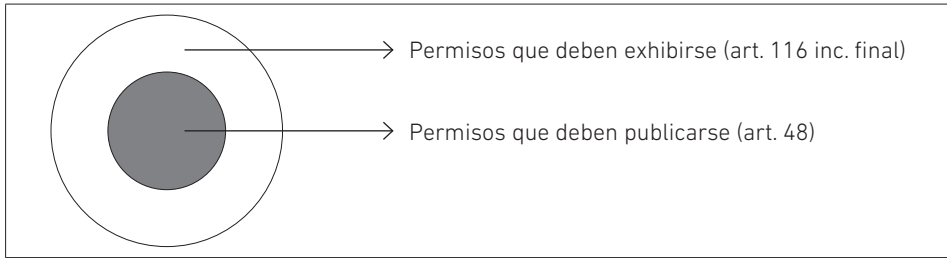 Permisos que deben exhibirse (art. 116 inc. final)
Permisos que deben publicarse (art. 48)